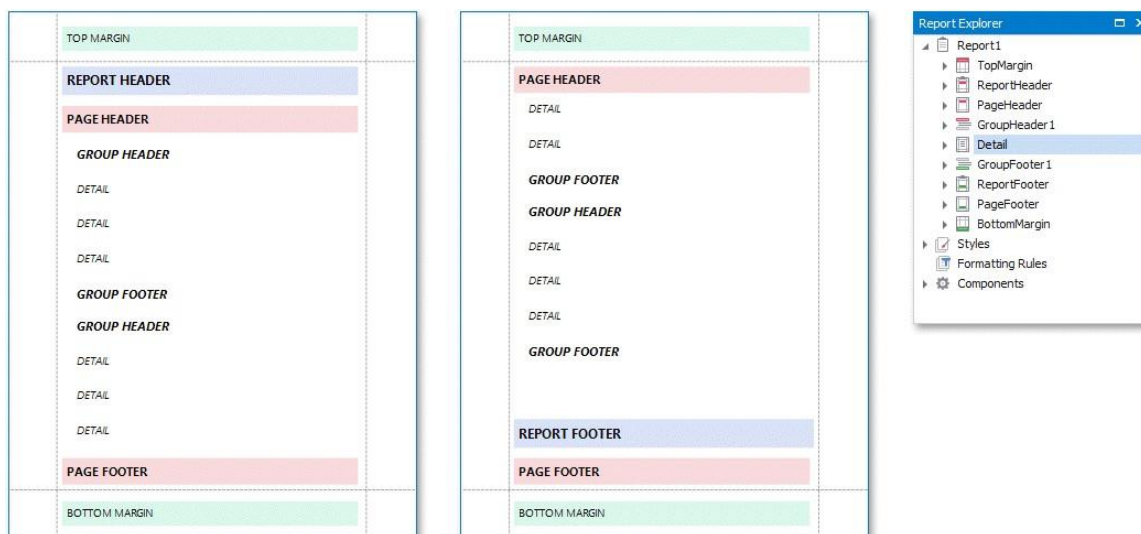 TOP MARGIN
REPORT HEADER
PAGE HEADER
GROUP HEADER
DETAIL
DETAIL
DETAIL
GROUP FOOTER
GROUP HEADER
DETAIL
DETAIL
DETAIL
PAGE FOOTER
BOTTOM MARGIN
TOP MARGIN
PAGE HEADER
DETAIL
DETAIL
GROUP FOOTER
GROUP HEADER
DETAIL
DETAIL
DETAIL
GROUP FOOTER
REPORT FOOTER
PAGE FOOTER
BOTTOM MARGIN
Report Explorer
Report1
TopMargin
ReportHeader
PageHeader
GroupHeader1
Detail
GroupFooter1
ReportFooter
PageFooter
BottomMargin
Styles
Formatting Rules
Components